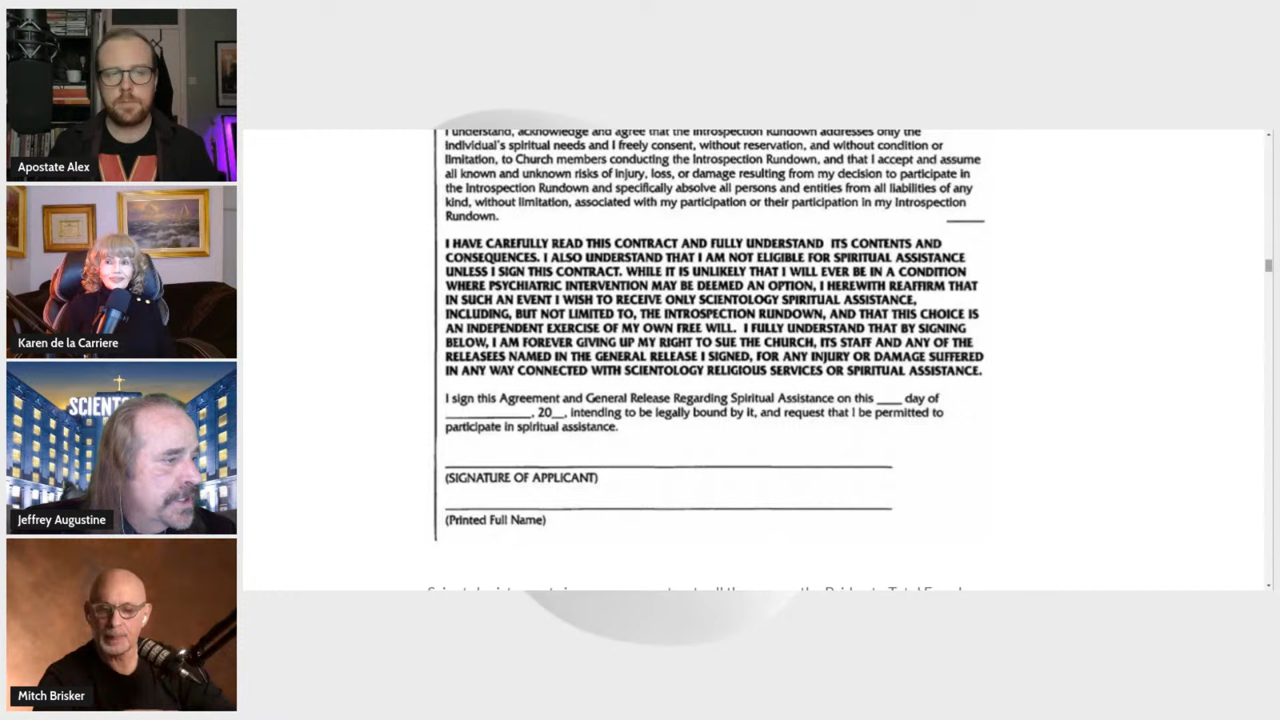 Apostate Alex
Karen de la Carriere
SCIENTO
Jeffrey Augustine
Mitch Brisker
I understand, acknowledge and agree that the Introspection Rundown addresses only the
individual's spiritual needs and I freely consent, without reservation, and without condition or
limitation, to Church members conducting the Introspection Rundown, and that I accept and assume
all known and unknown risks of injury, loss, or damage resulting from my decision to participate in
the Introspection Rundown and specifically absolve all persons and entities from all liabilities of any
kind, without limitation, associated with my participation or their participation in my Introspection
Rundown.
I HAVE CAREFULLY READ THIS CONTRACT AND FULLY UNDERSTAND ITS CONTENTS AND
CONSEQUENCES. I ALSO UNDERSTAND THAT I AM NOT ELIGIBLE FOR SPIRITUAL ASSISTANCE
UNLESS I SIGN THIS CONTRACT. WHILE IT IS UNLIKELY THAT I WILL EVER BE IN A CONDITION
WHERE PSYCHIATRIC INTERVENTION MAY BE DEEMED AN OPTION, I HEREWITH REAFFIRM THAT
IN SUCH AN EVENT I WISH TO RECEIVE ONLY SCIENTOLOGY SPIRITUAL ASSISTANCE,
INCLUDING, BUT NOT LIMITED TO, THE INTROSPECTION RUNDOWN, AND THAT THIS CHOICE IS
AN INDEPENDENT EXERCISE OF MY OWN FREE WILL. I FULLY UNDERSTAND THAT BY SIGNING
BELOW, I AM FOREVER GIVING UP MY RIGHT TO SUE THE CHURCH, ITS STAFF AND ANY OF THE
RELEASEES NAMED IN THE GENERAL RELEASE I SIGNED, FOR ANY INJURY OR DAMAGE SUFFERED
IN ANY WAY CONNECTED WITH SCIENTOLOGY RELIGIOUS SERVICES OR SPIRITUAL ASSISTANCE.
I sign this Agreement and General Release Regarding Spiritual Assistance on this ____ day of
____________, 20__, intending to be legally bound by it, and request that I be permitted to
participate in spiritual assistance.
(SIGNATURE OF APPLICANT)
(Printed Full Name)